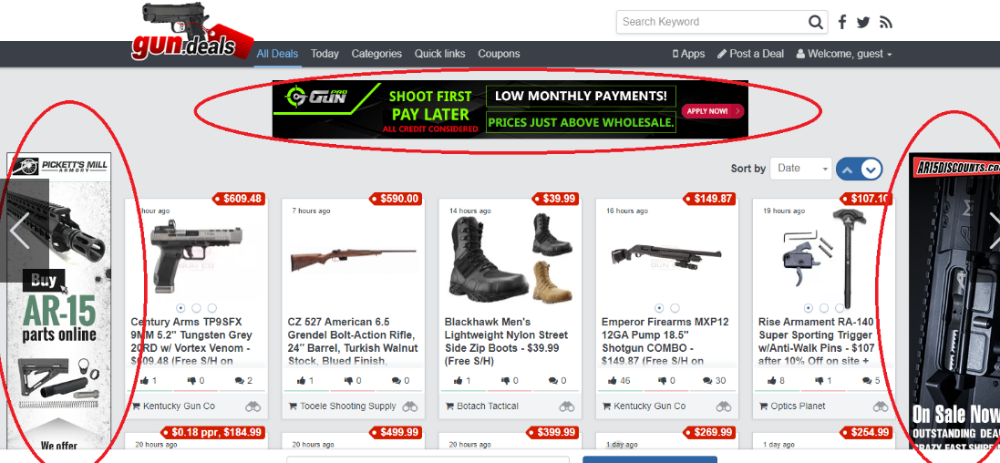 gun.deals
Search Keyword
All Deals Today Categories Quick links Coupons
Apps Post a Deal Welcome, guest
GUN PRO
SHOOT FIRST
PAY LATER
ALL CREDIT CONSIDERED
LOW MONTHLY PAYMENTS!
PRICES JUST ABOVE WHOLESALE.
APPLY NOW!
PICKETT'S MILL
ARMORY
Buy
AR-15
parts online
We offer
Sort by Date
AR15DISCOUNTS.co
On Sale Now
OUTSTANDING DEA
CRAZY FAST SHIP
$609.48
hour ago
Century Arms TP9SFX
9MM 5.2" Tungsten Grey
20RD w/ Vortex Venom -
$609.48 (Free S/H on
1 0 2
Kentucky Gun Co
$590.00
7 hours ago
CZ 527 American 6.5
Grendel Bolt-Action Rifle,
24″ Barrel, Turkish Walnut
Stock, Blued Finish,
1 0 0
Tooele Shooting Supply
$39.99
14 hours ago
Blackhawk Men's
Lightweight Nylon Street
Side Zip Boots - $39.99
(Free S/H)
1 0 0
Botach Tactical
$149.87
16 hours ago
Emperor Firearms MXP12
12GA Pump 18.5"
Shotgun COMBO -
$149.87 (Free S/H on
46 0 30
Kentucky Gun Co
$107.10
19 hours ago
Rise Armament RA-140
Super Sporting Trigger
w/Anti-Walk Pins - $107
after 10% Off on site +
8 1 5
Optics Planet
$0.18 ppr, $184.99
20 hours ago
$499.99
20 hours ago
$399.99
20 hours ago
$269.99
1 day ago
$254.99
1 day ago